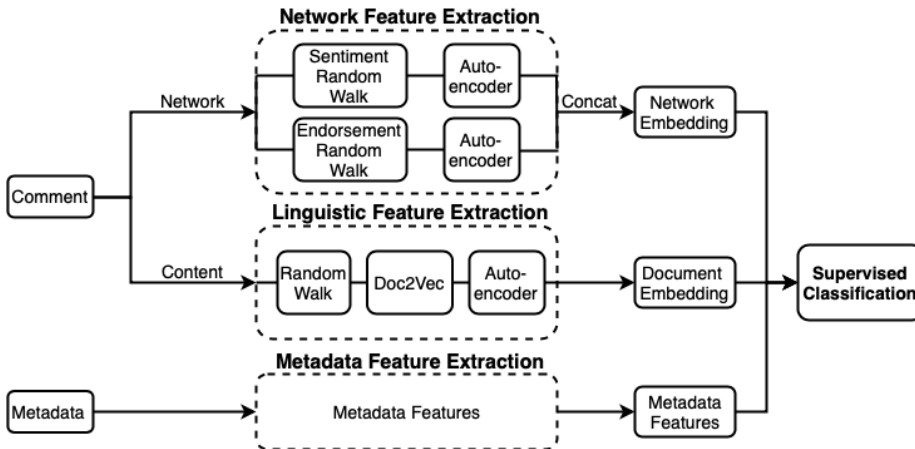 Network Feature Extraction
Sentiment
Random
Walk
Auto-
encoder
Network
Concat
Network
Embedding
Endorsement
Random
Walk
Auto-
encoder
Comment
Linguistic Feature Extraction
Content
Random
Walk
Doc2Vec
Auto-
encoder
Document
Embedding
Supervised
Classification
Metadata Feature Extraction
Metadata
Metadata Features
Metadata
Features